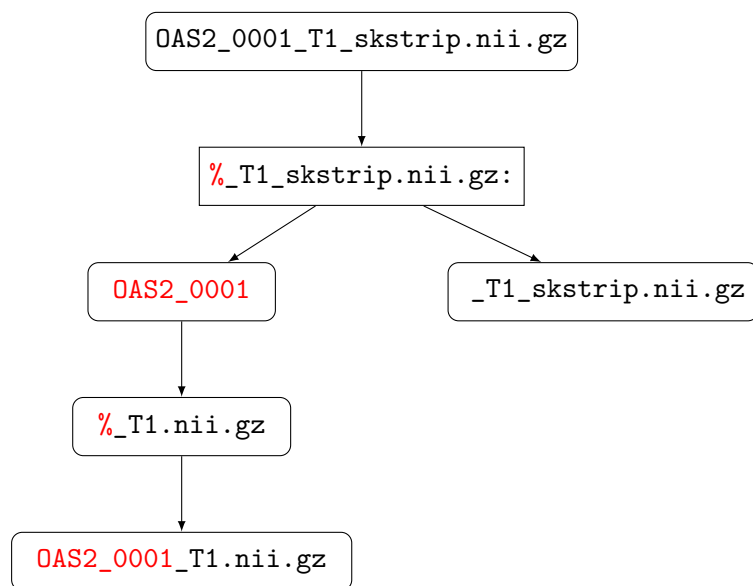 OAS2_0001_T1_skstrip.nii.gz
%_T1_skstrip.nii.gz:
OAS2_0001
_T1_skstrip.nii.gz
%_T1.nii.gz
OAS2_0001_T1.nii.gz